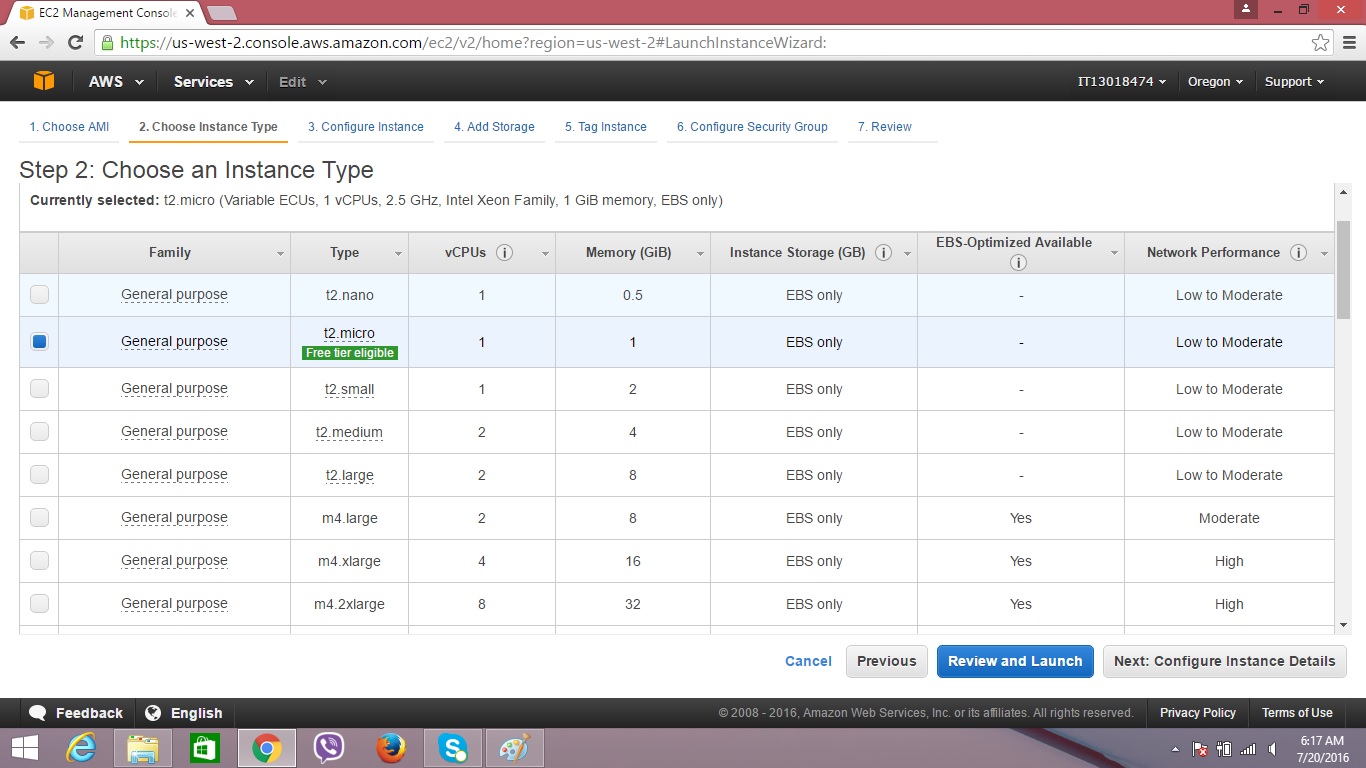 EC2 Management Console
https://us-west-2.console.aws.amazon.com/ec2/v2/home?region=us-west-2#LaunchInstanceWizard:
AWS Services Edit IT13018474 Oregon Support
1. Choose AMI 2. Choose Instance Type 3. Configure Instance 4. Add Storage 5. Tag Instance 6. Configure Security Group 7. Review
Step 2: Choose an Instance Type
Currently selected: t2.micro (Variable ECUs, 1 vCPUs, 2.5 GHz, Intel Xeon Family, 1 GiB memory, EBS only)
Family Type vCPUs Memory (GiB) Instance Storage (GB) EBS-Optimized Available Network Performance
General purpose t2.nano 1 0.5 EBS only - Low to Moderate
General purpose t2.micro 1 1 EBS only - Low to Moderate
Free tier eligible
General purpose t2.small 1 2 EBS only - Low to Moderate
General purpose t2.medium 2 4 EBS only - Low to Moderate
General purpose t2.large 2 8 EBS only - Low to Moderate
General purpose m4.large 2 8 EBS only Yes Moderate
General purpose m4.xlarge 4 16 EBS only Yes High
General purpose m4.2xlarge 8 32 EBS only Yes High
Cancel Previous Review and Launch Next: Configure Instance Details
Feedback English © 2008 - 2016, Amazon Web Services, Inc. or its affiliates. All rights reserved. Privacy Policy Terms of Use
6:17 AM
7/20/2016